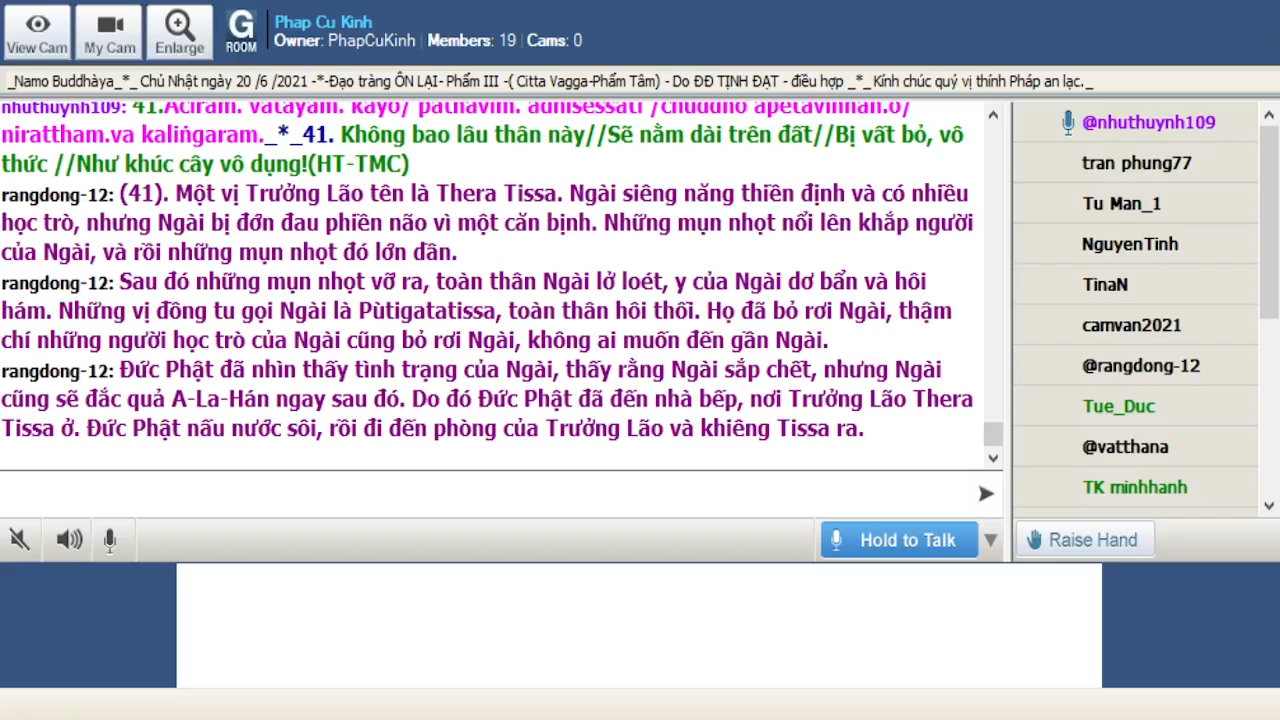 View Cam
My Cam
Enlarge
G
ROOM
Phap Cu Kinh
Owner: PhapCuKinh | Members: 19 | Cams: 0
_Namo Buddhàya_*_ Chủ Nhật ngày 20 /6 /2021 -*-Đạo tràng ÔN LẠI- Phẩm III -( Citta Vagga-Phẩm Tâm) - Do ĐĐ TỊNH ĐẠT - điều hợp _*_ Kính chúc quý vị thính Pháp an lạc._
nhuthuynh109: 41.Aciram. vatayam. kayo/ pathavim. adhisessati /chuddho apetaviññan.o/
nirattham.va kaliṅgaram._*_41. Không bao lâu thân này//Sẽ nằm dài trên đất//Bị vất bỏ, vô
thức //Như khúc cây vô dụng!(HT-TMC)
rangdong-12: (41). Một vị Trưởng Lão tên là Thera Tissa. Ngài siêng năng thiền định và có nhiều
học trò, nhưng Ngài bị đớn đau phiền não vì một căn bịnh. Những mụn nhọt nổi lên khắp người
của Ngài, và rồi những mụn nhọt đó lớn dần.
rangdong-12: Sau đó những mụn nhọt vỡ ra, toàn thân Ngài lở loét, y của Ngài dơ bẩn và hôi
hám. Những vị đồng tu gọi Ngài là Pùtigatatissa, toàn thân hôi thối. Họ đã bỏ rơi Ngài, thậm
chí những người học trò của Ngài cũng bỏ rơi Ngài, không ai muốn đến gần Ngài.
rangdong-12: Đức Phật đã nhìn thấy tình trạng của Ngài, thấy rằng Ngài sắp chết, nhưng Ngài
cũng sẽ đắc quả A-La-Hán ngay sau đó. Do đó Đức Phật đã đến nhà bếp, nơi Trưởng Lão Thera
Tissa ở. Đức Phật nấu nước sôi, rồi đi đến phòng của Trưởng Lão và khiêng Tissa ra.
@nhuthuynh109
tran phung77
Tu Man_1
NguyenTinh
TinaN
camvan2021
@rangdong-12
Tue_Duc
@vatthana
TK minhhanh
Hold to Talk
Raise Hand